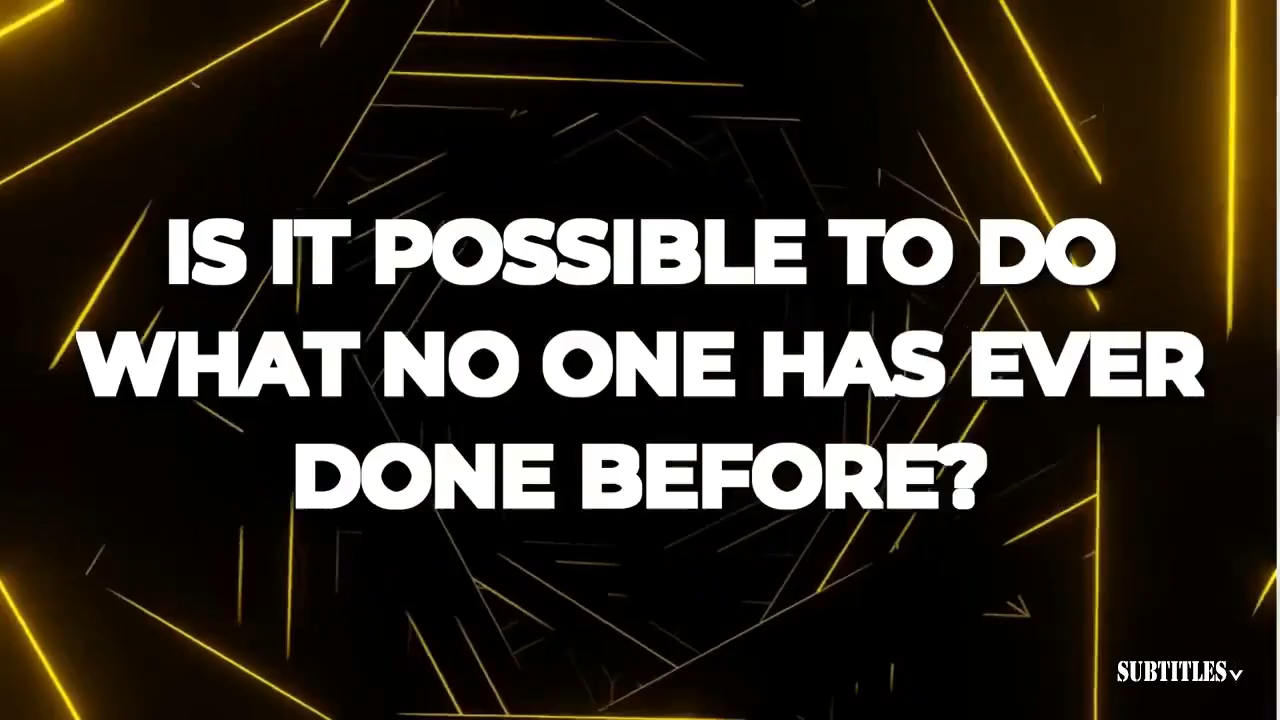 IS IT POSSIBLE TO DO
WHAT NO ONE HAS EVER
DONE BEFORE?
SUBTITLES